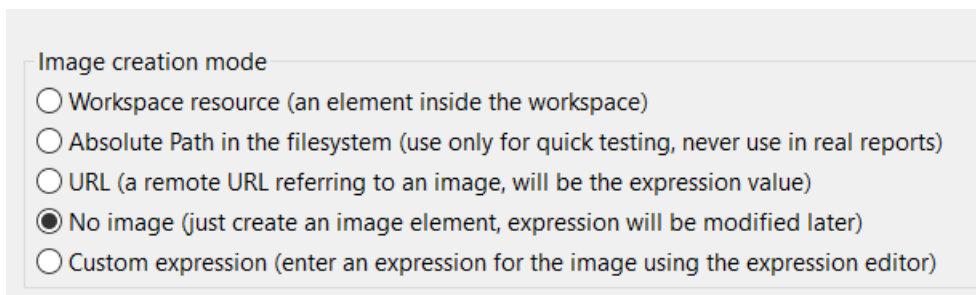 Image creation mode
Workspace resource (an element inside the workspace)
Absolute Path in the filesystem (use only for quick testing, never use in real reports)
URL (a remote URL referring to an image, will be the expression value)
No image (just create an image element, expression will be modified later)
Custom expression (enter an expression for the image using the expression editor)